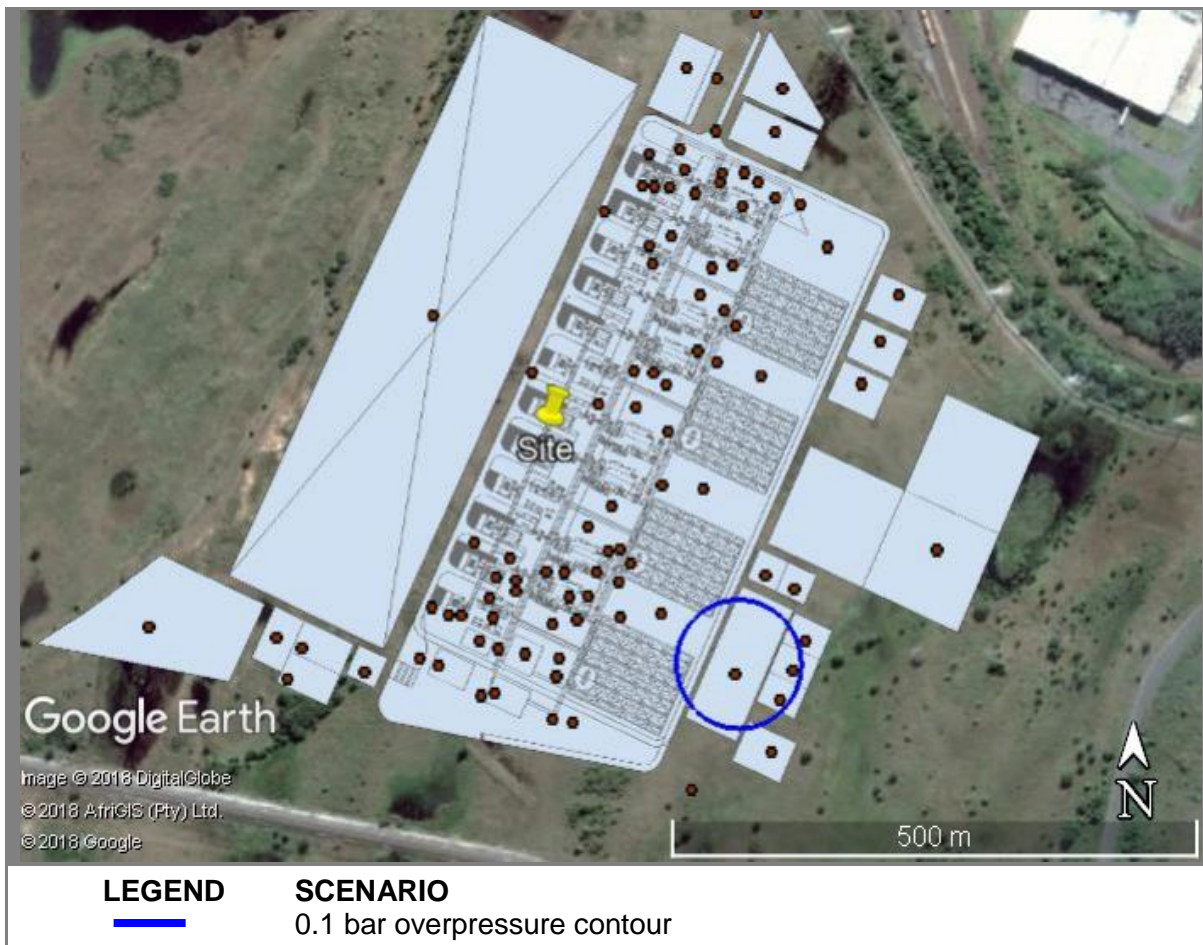 Site
Google Earth
Image © 2018 DigitalGlobe
© 2018 AfriGIS (Pty) Ltd.
© 2018 Google
N
500 m
LEGEND SCENARIO
0.1 bar overpressure contour